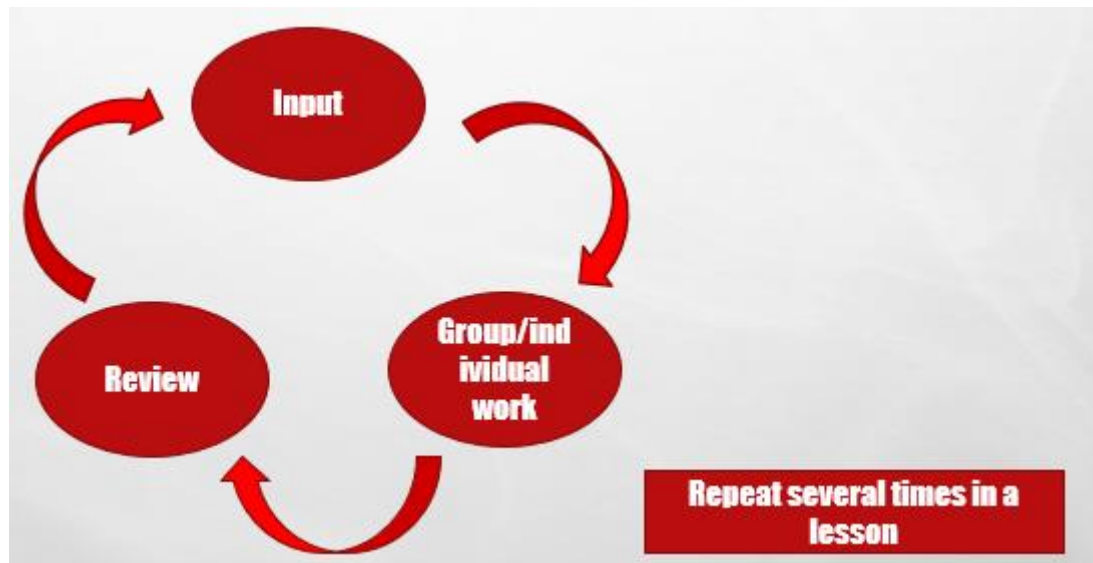 Input
Group/ind
ividual
work
Review
Repeat several times in a
lesson